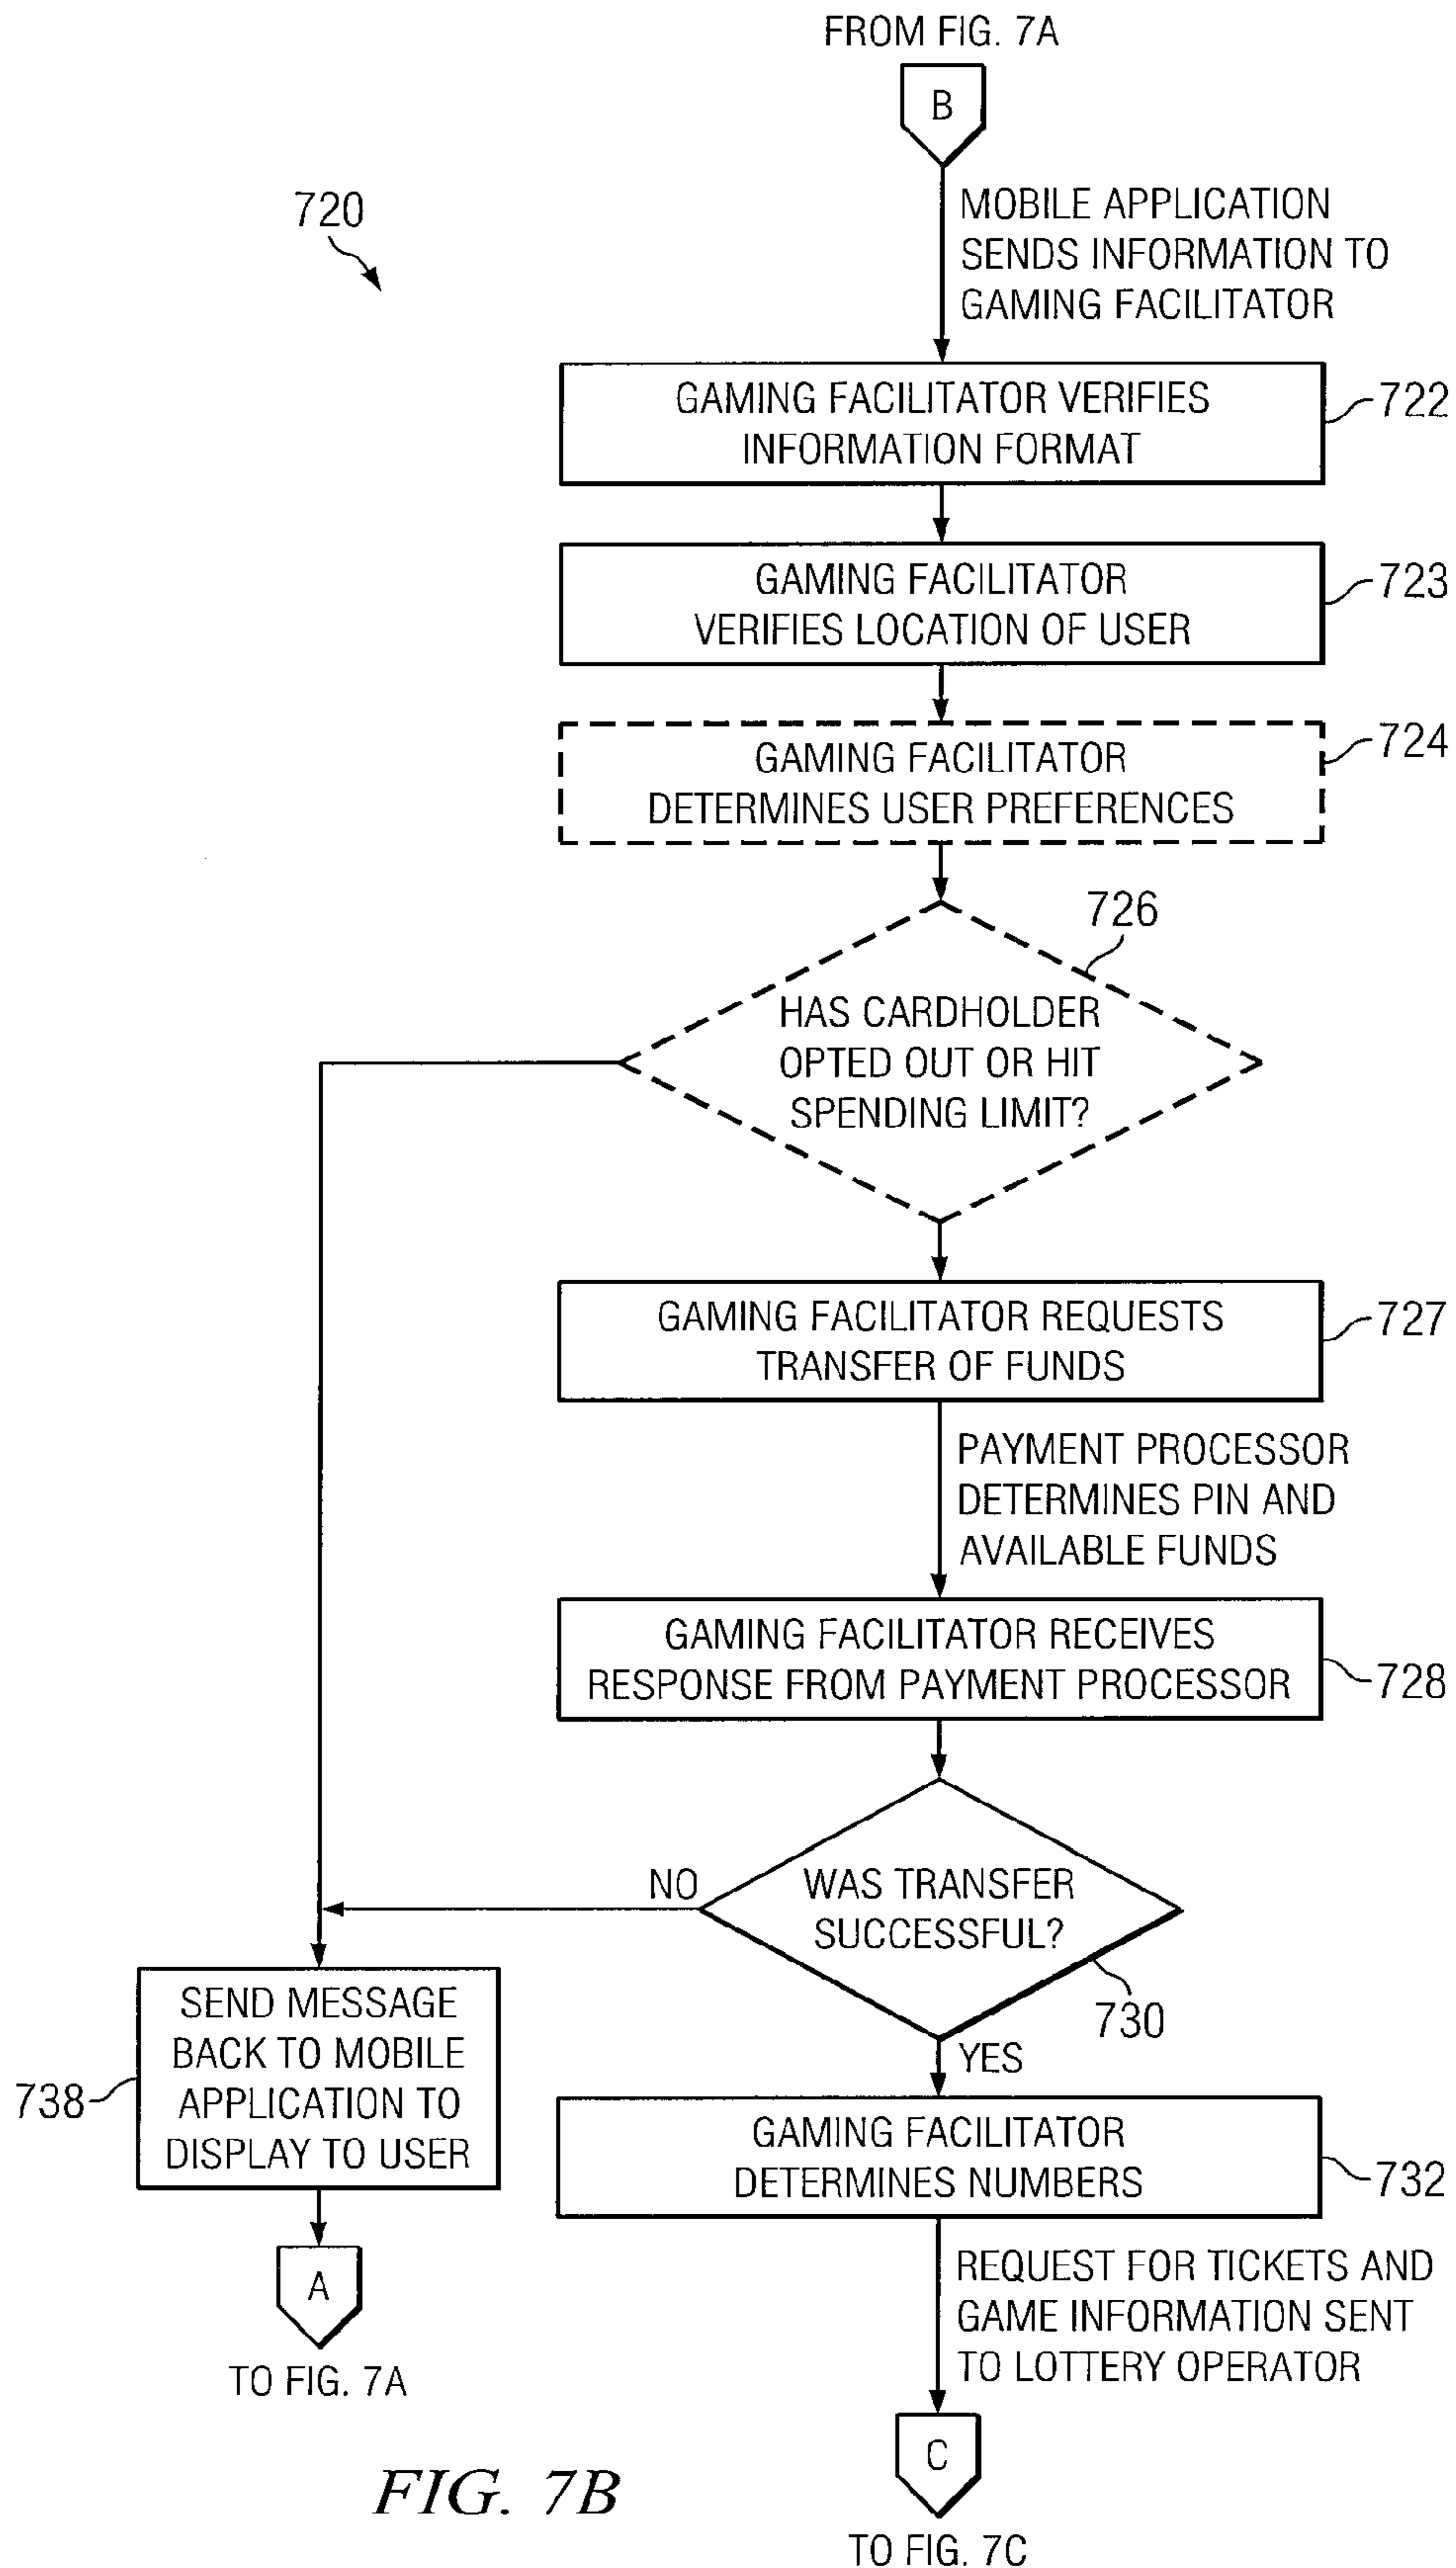 FROM FIG. 7A
B
720
MOBILE APPLICATION
SENDS INFORMATION TO
GAMING FACILITATOR
GAMING FACILITATOR VERIFIES
INFORMATION FORMAT
722
GAMING FACILITATOR
VERIFIES LOCATION OF USER
723
GAMING FACILITATOR
DETERMINES USER PREFERENCES
724
726
HAS CARDHOLDER
OPTED OUT OR HIT
SPENDING LIMIT?
GAMING FACILITATOR REQUESTS
TRANSFER OF FUNDS
727
PAYMENT PROCESSOR
DETERMINES PIN AND
AVAILABLE FUNDS
GAMING FACILITATOR RECEIVES
RESPONSE FROM PAYMENT PROCESSOR
728
NO
WAS TRANSFER
SUCCESSFUL?
730
YES
SEND MESSAGE
BACK TO MOBILE
APPLICATION TO
DISPLAY TO USER
738
GAMING FACILITATOR
DETERMINES NUMBERS
732
A
TO FIG. 7A
REQUEST FOR TICKETS AND
GAME INFORMATION SENT
TO LOTTERY OPERATOR
C
TO FIG. 7C
FIG. 7B